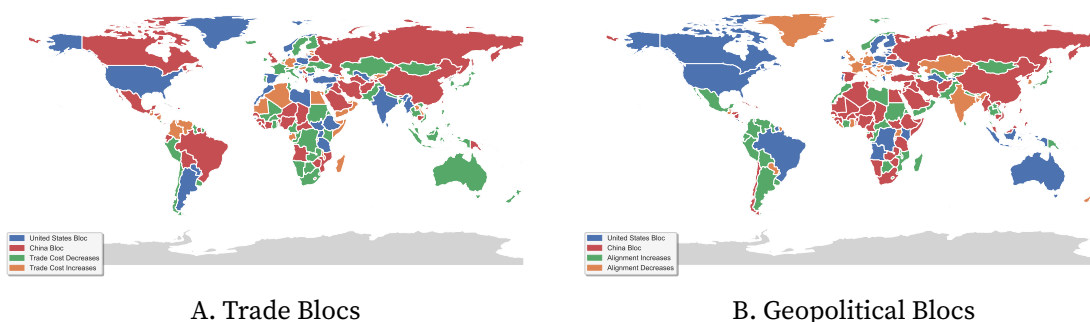 United States Bloc
China Bloc
Trade Cost Decreases
Trade Cost Increases
United States Bloc
China Bloc
Alignment Increases
Alignment Decreases
A. Trade Blocs
B. Geopolitical Blocs